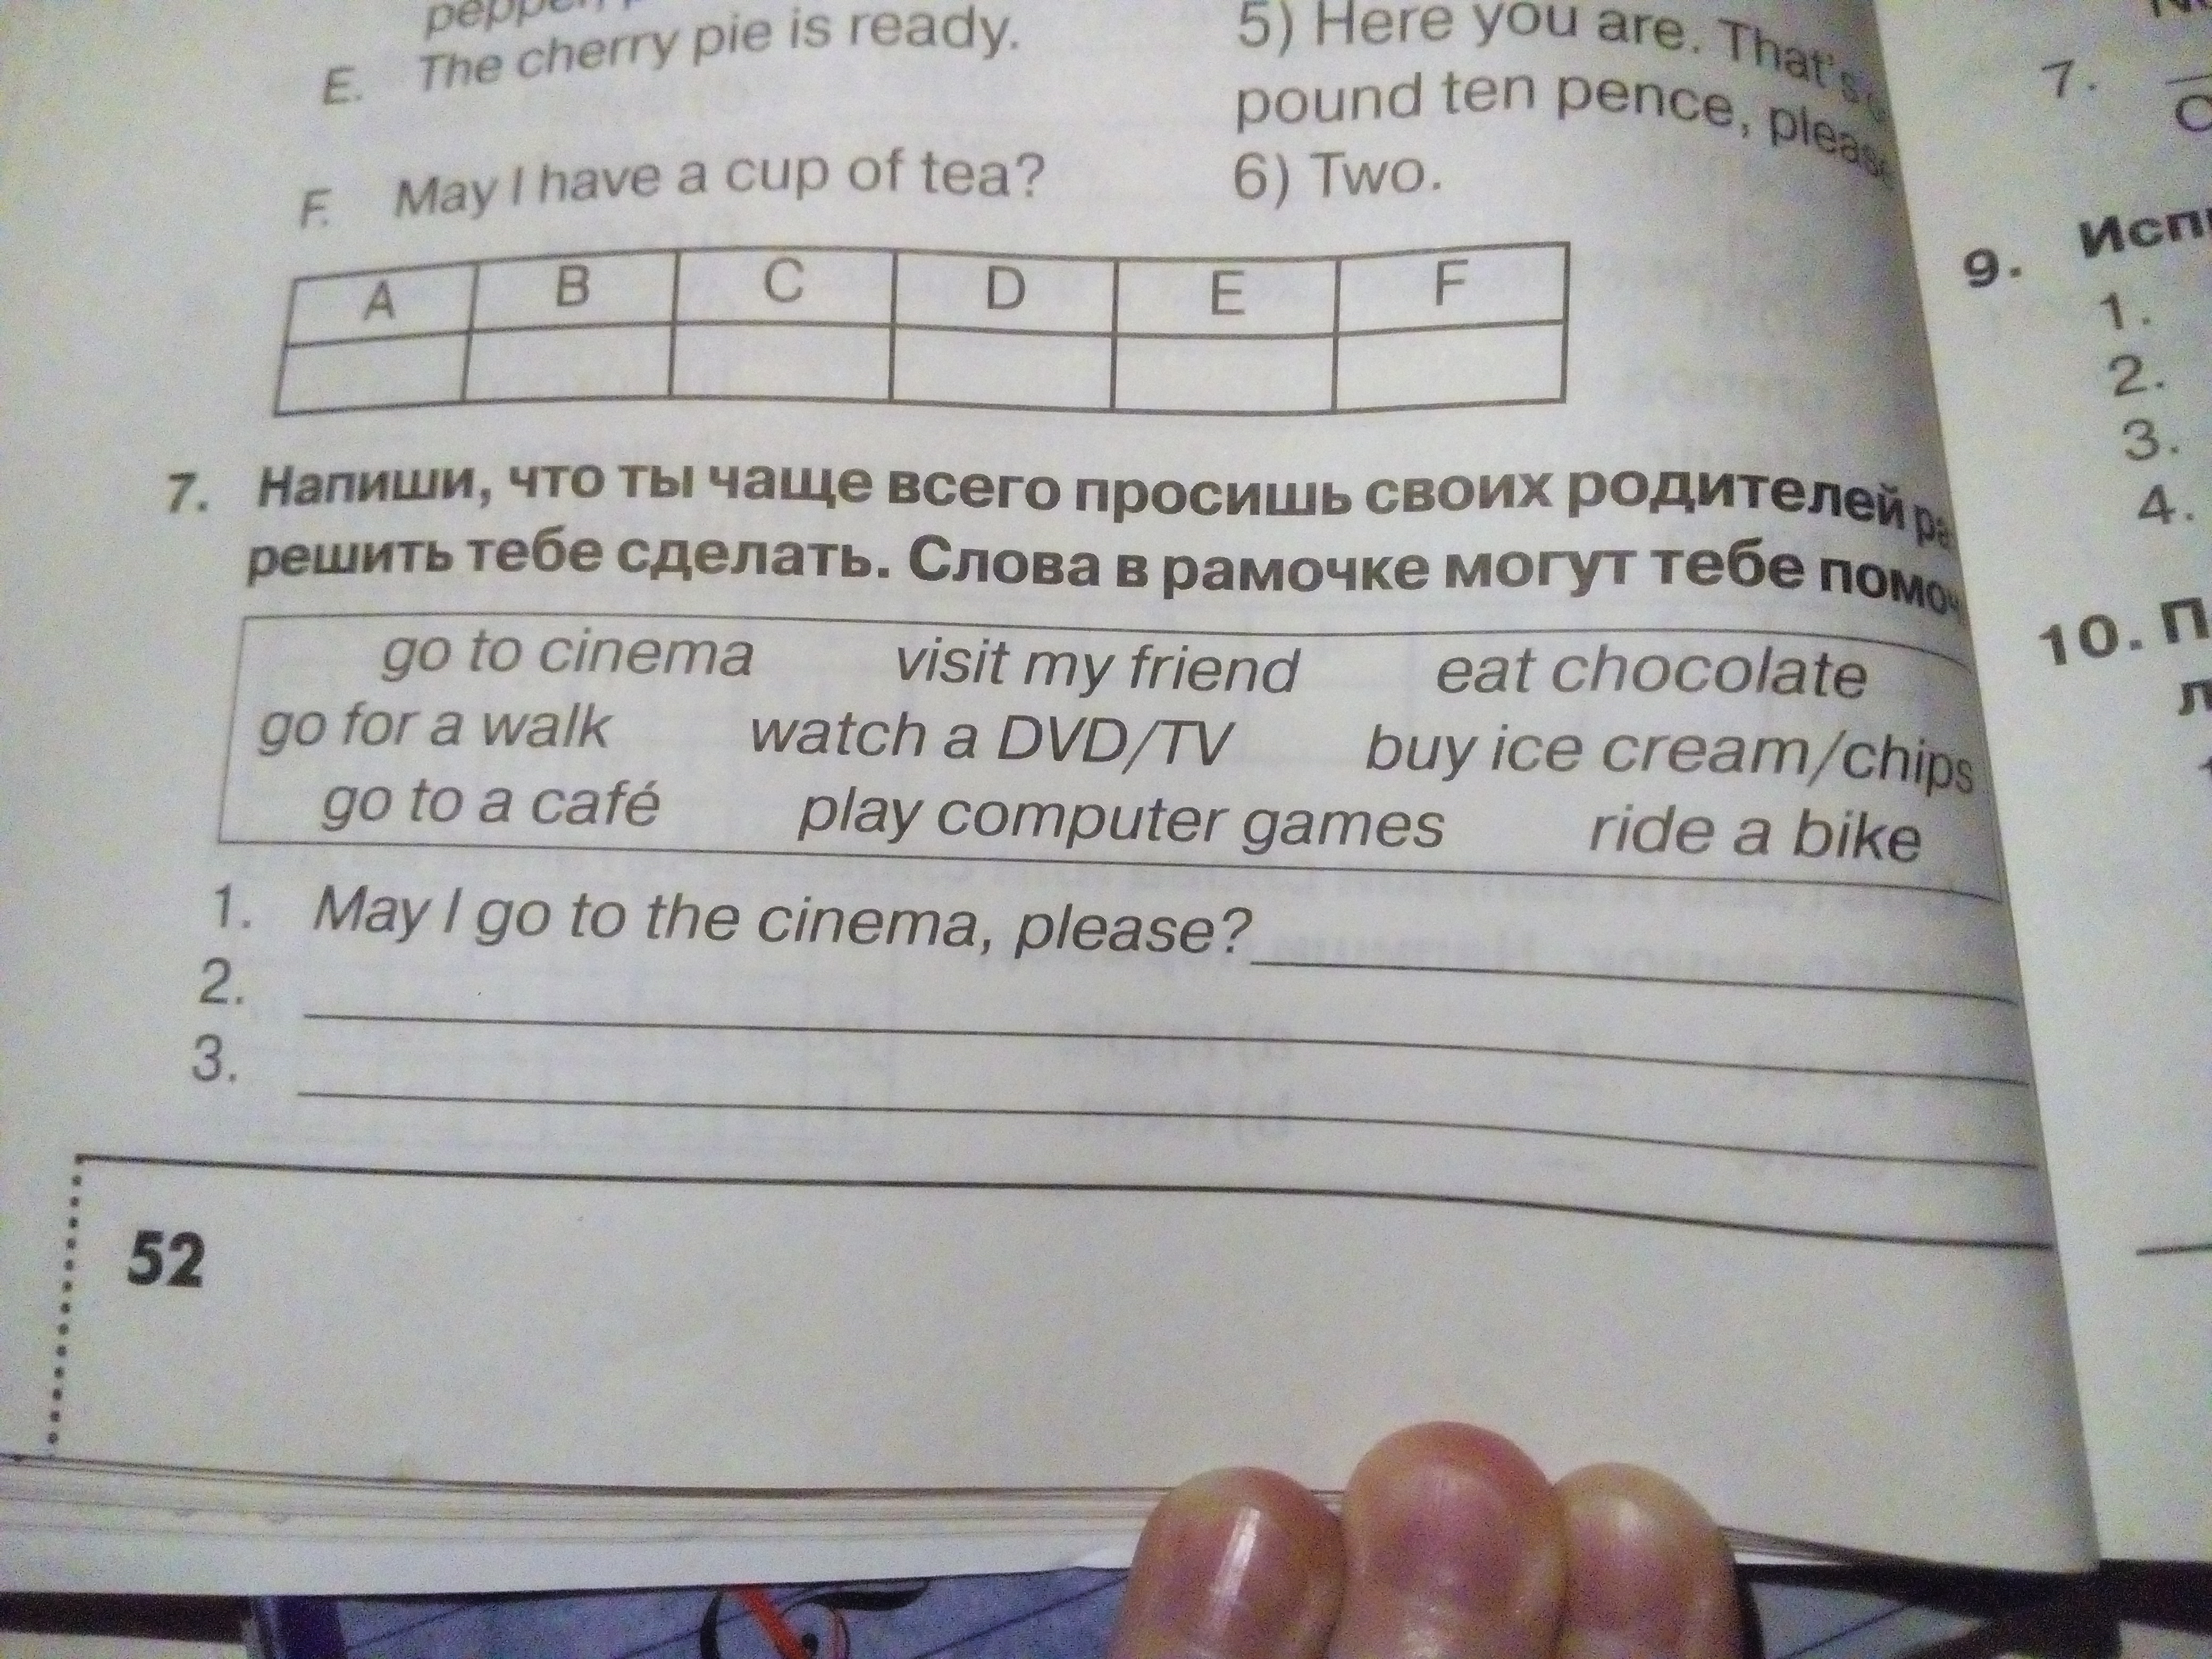 E. The cherry pie is ready.
F. May I have a cup of tea?
5) Here you are. That's
pound ten pence, please
6) Two.
A B C D E F
7. Напиши, что ты чаще всего просишь своих родителей ра
решить тебе сделать. Слова в рамочке могут тебе помоч
go to cinema visit my friend eat chocolate
go for a walk watch a DVD/TV buy ice cream/chips
go to a café play computer games ride a bike
1. May I go to the cinema, please?
2.
3.
52
7.
9. Исп
1.
2.
3.
4.
10. П